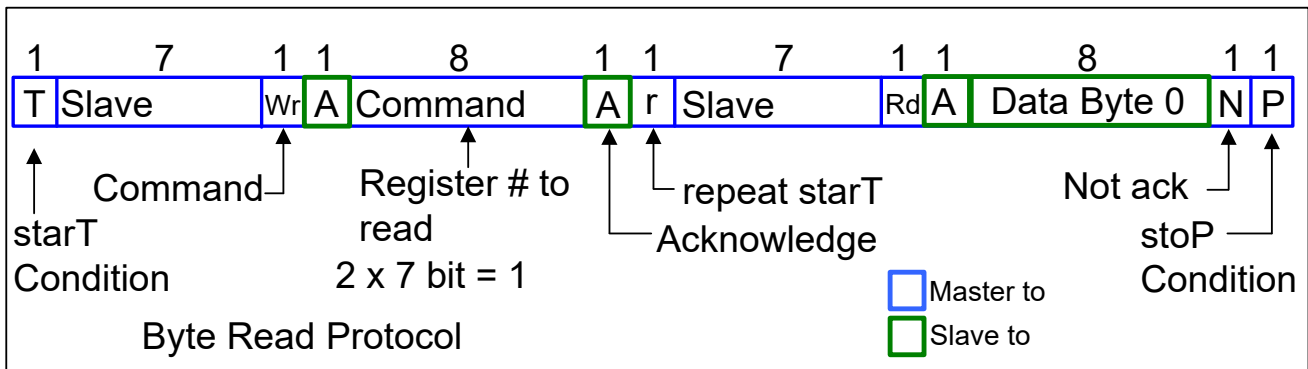 1 7 1 1 8 1 1 7 1 1 8 1 1
T Slave Wr A Command A r Slave Rd A Data Byte 0 N P
Command
Register # to
read
2 x 7 bit = 1
repeat starT
Acknowledge
Not ack
starT
Condition
stoP
Condition
Master to
Slave to
Byte Read Protocol